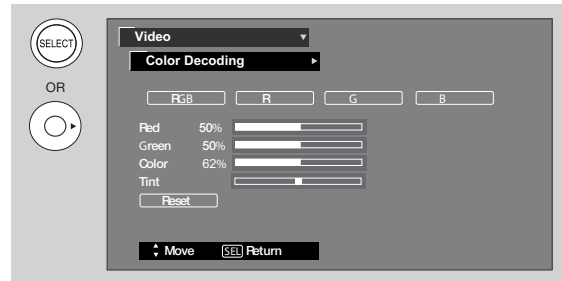 SELECT
OR
Video
Color Decoding
RGB R G B
Red 50%
Green 50%
Color 62%
Tint
Reset
Move SEL Return